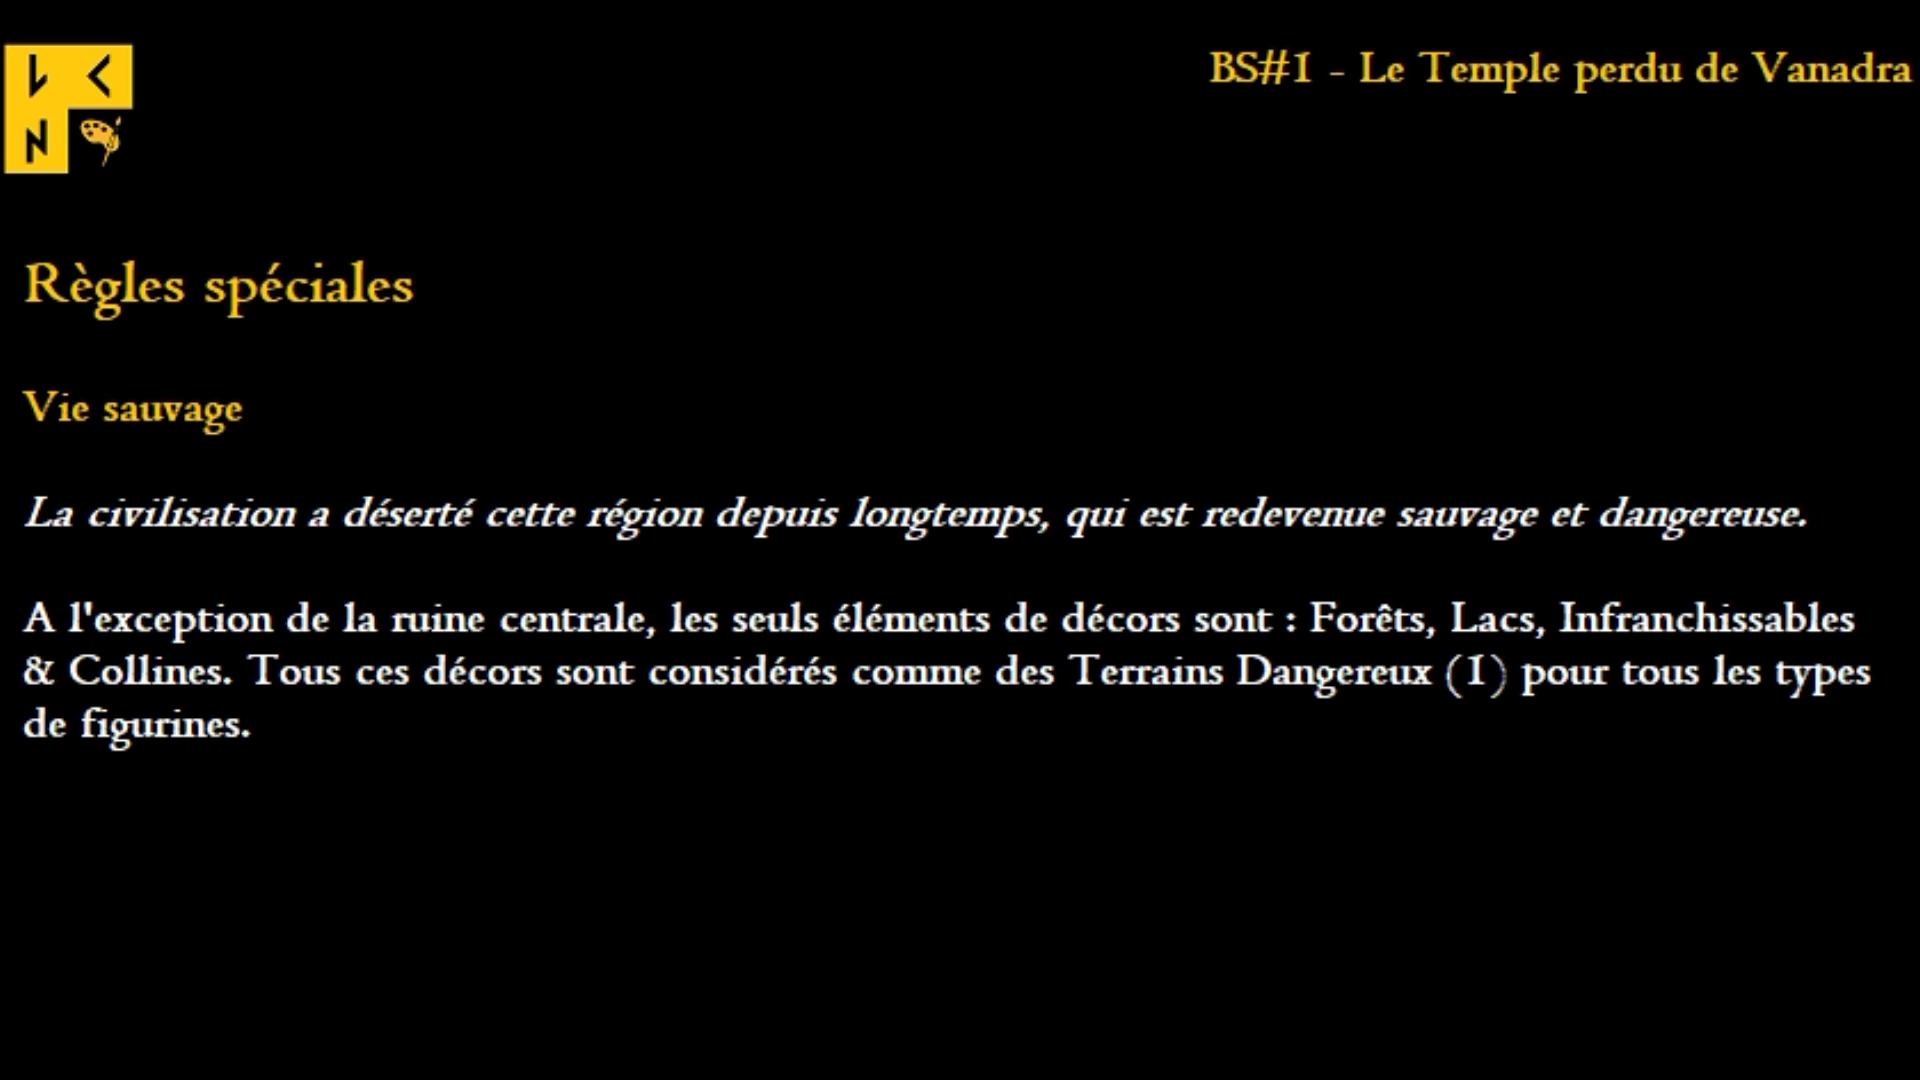 BS#1 - Le Temple perdu de Vanadra
Règles spéciales
Vie sauvage
La civilisation a déserté cette région depuis longtemps, qui est redevenue sauvage et dangereuse.
A l'exception de la ruine centrale, les seuls éléments de décors sont : Forêts, Lacs, Infranchissables
& Collines. Tous ces décors sont considérés comme des Terrains Dangereux (1) pour tous les types
de figurines.